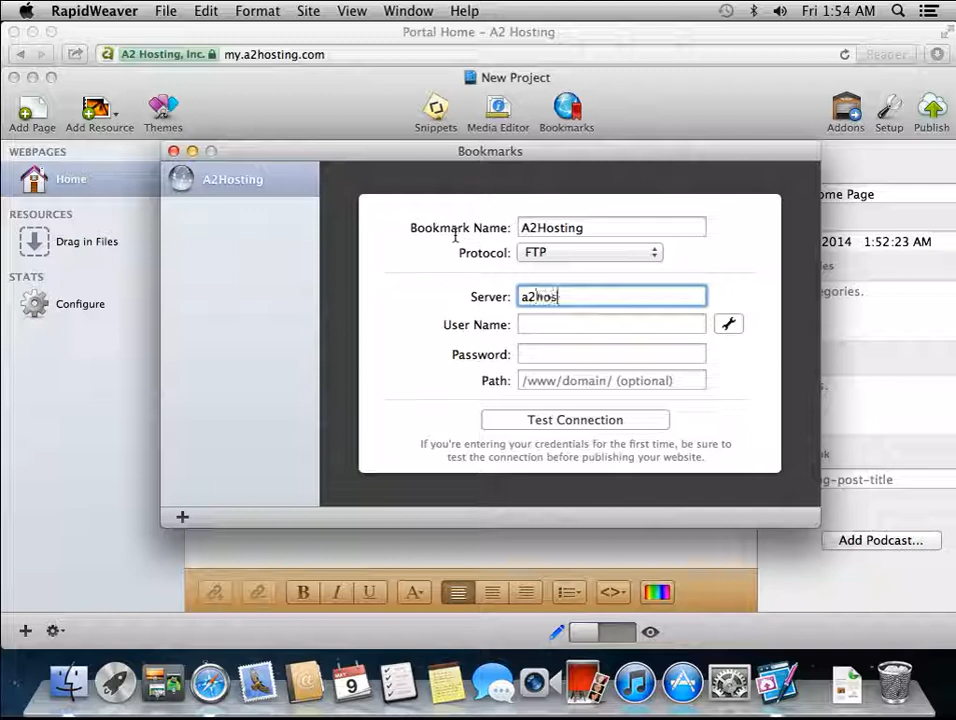 RapidWeaver File Edit Format Site View Window Help Fri 1:54 AM
Portal Home – A2 Hosting
A2 Hosting, Inc. my.a2hosting.com Reader
New Project
Add Page Add Resource Themes Snippets Media Editor Bookmarks Addons Setup Publish
WEBPAGES
Home
RESOURCES
Drag in Files
STATS
Configure
Bookmarks
A2Hosting
Bookmark Name: A2Hosting
Protocol: FTP
Server: a2hos
User Name:
Password:
Path: /www/domain/ (optional)
Test Connection
If you're entering your credentials for the first time, be sure to
test the connection before publishing your website.
ome Page
2014 1:52:23 AM
egories.
g-post-title
Add Podcast...
B I U A
MAY
9